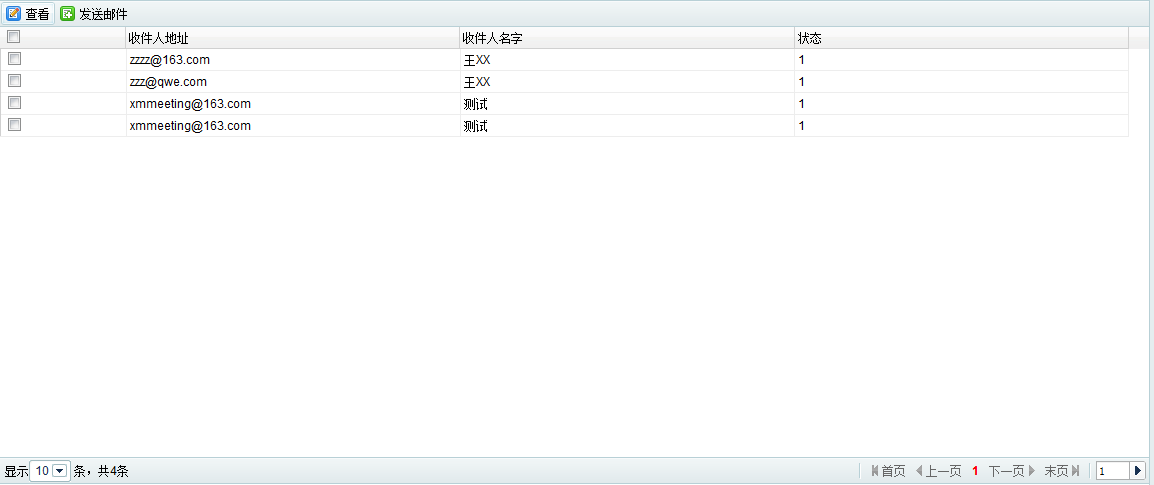 查看 发送邮件
收件人地址 收件人名字 状态
zzzz@163.com 王XX 1
zzz@qwe.com 王XX 1
xmmeeting@163.com 测试 1
xmmeeting@163.com 测试 1
显示 10 条，共4条 首页 上一页 1 下一页 末页 1